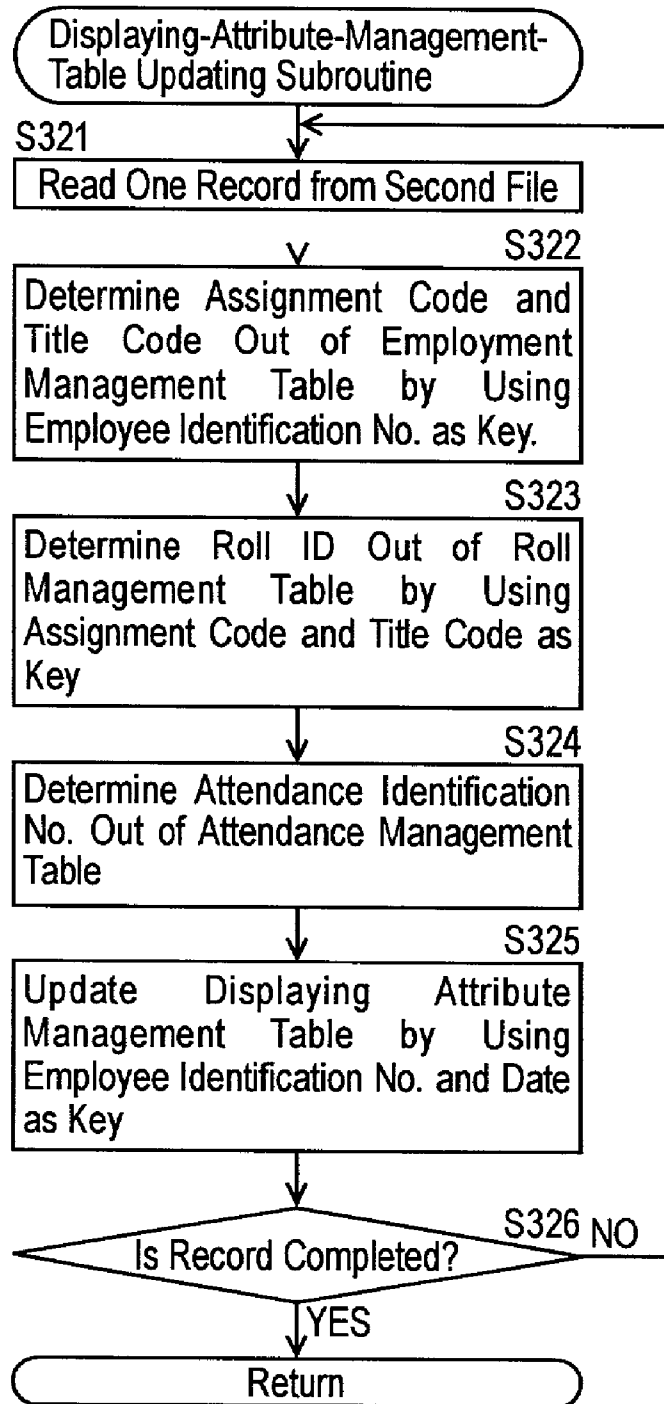 Displaying-Attribute-Management-
Table Updating Subroutine
S321
Read One Record from Second File
S322
Determine Assignment Code and
Title Code Out of Employment
Management Table by Using
Employee Identification No. as Key.
S323
Determine Roll ID Out of Roll
Management Table by Using
Assignment Code and Title Code as
Key
S324
Determine Attendance Identification
No. Out of Attendance Management
Table
S325
Update Displaying Attribute
Management Table by Using
Employee Identification No. and Date
as Key
S326 NO
Is Record Completed?
YES
Return